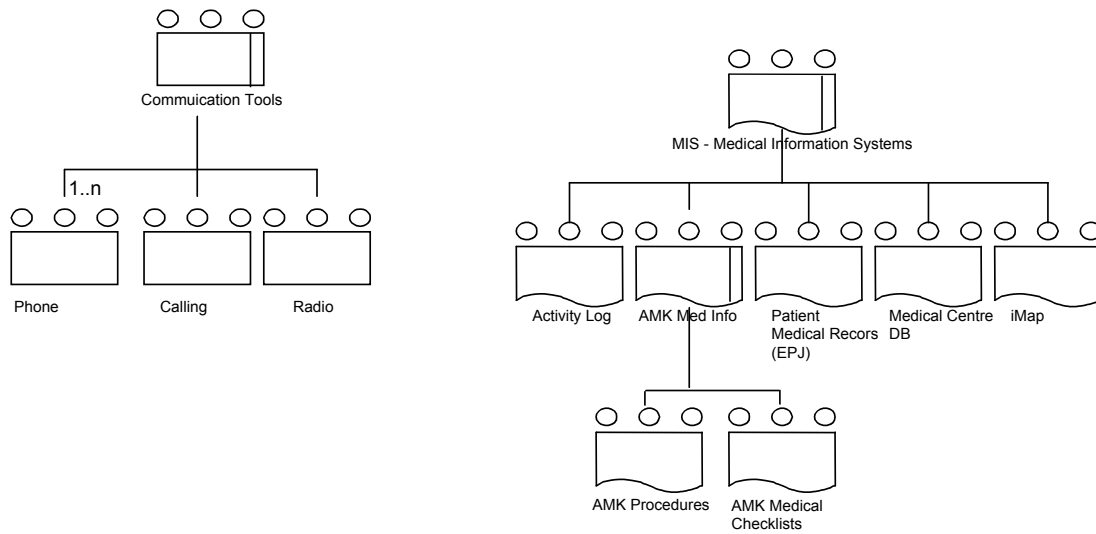 Commuication Tools
1..n
Phone
Calling
Radio
MIS - Medical Information Systems
Activity Log
AMK Med Info
Patient
Medical Recors
(EPJ)
Medical Centre
DB
iMap
AMK Procedures
AMK Medical
Checklists